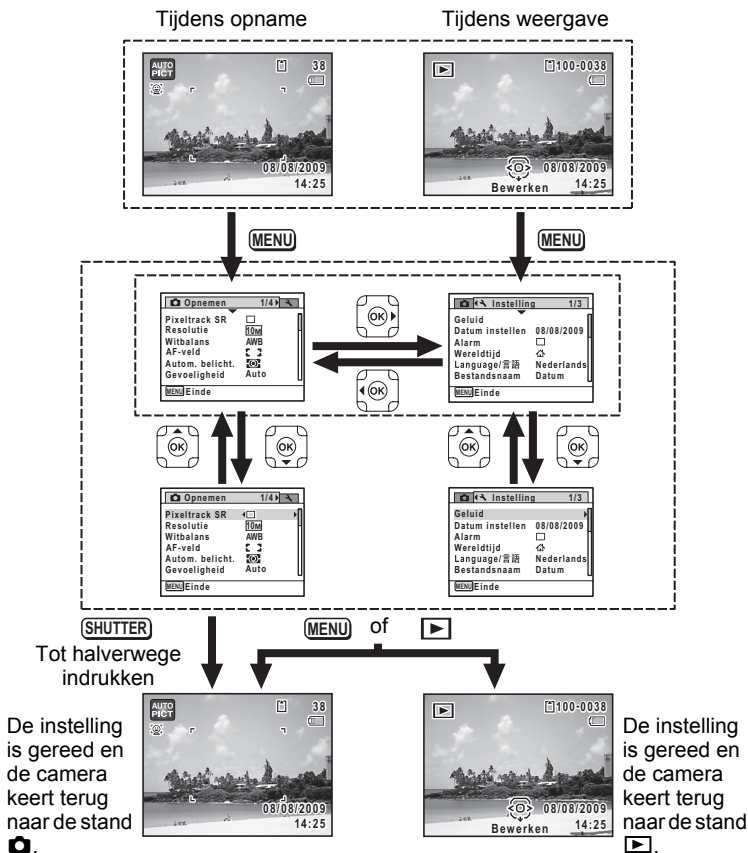 Tijdens opname
Tijdens weergave
AUTO PICT
38
08/08/2009
14:25
100-0038
08/08/2009
Bewerken 14:25
MENU
MENU
Opnemen 1/4
Pixeltrack SR
Resolutie 10M
Witbalans AWB
AF-veld
Autom. belicht.
Gevoeligheid Auto
MENU Einde
OK
OK
Instelling 1/3
Geluid
Datum instellen 08/08/2009
Alarm
Wereldtijd
Language/言語 Nederlands
Bestandsnaam Datum
MENU Einde
OK
OK
OK
OK
Opnemen 1/4
Pixeltrack SR
Resolutie 10M
Witbalans AWB
AF-veld
Autom. belicht.
Gevoeligheid Auto
MENU Einde
Instelling 1/3
Geluid
Datum instellen 08/08/2009
Alarm
Wereldtijd
Language/言語 Nederlands
Bestandsnaam Datum
MENU Einde
SHUTTER
Tot halverwege
indrukken
MENU of
De instelling
is gereed en
de camera
keert terug
naar de stand
.
AUTO PICT
38
08/08/2009
14:25
100-0038
08/08/2009
Bewerken 14:25
De instelling
is gereed en
de camera
keert terug
naar de stand
.